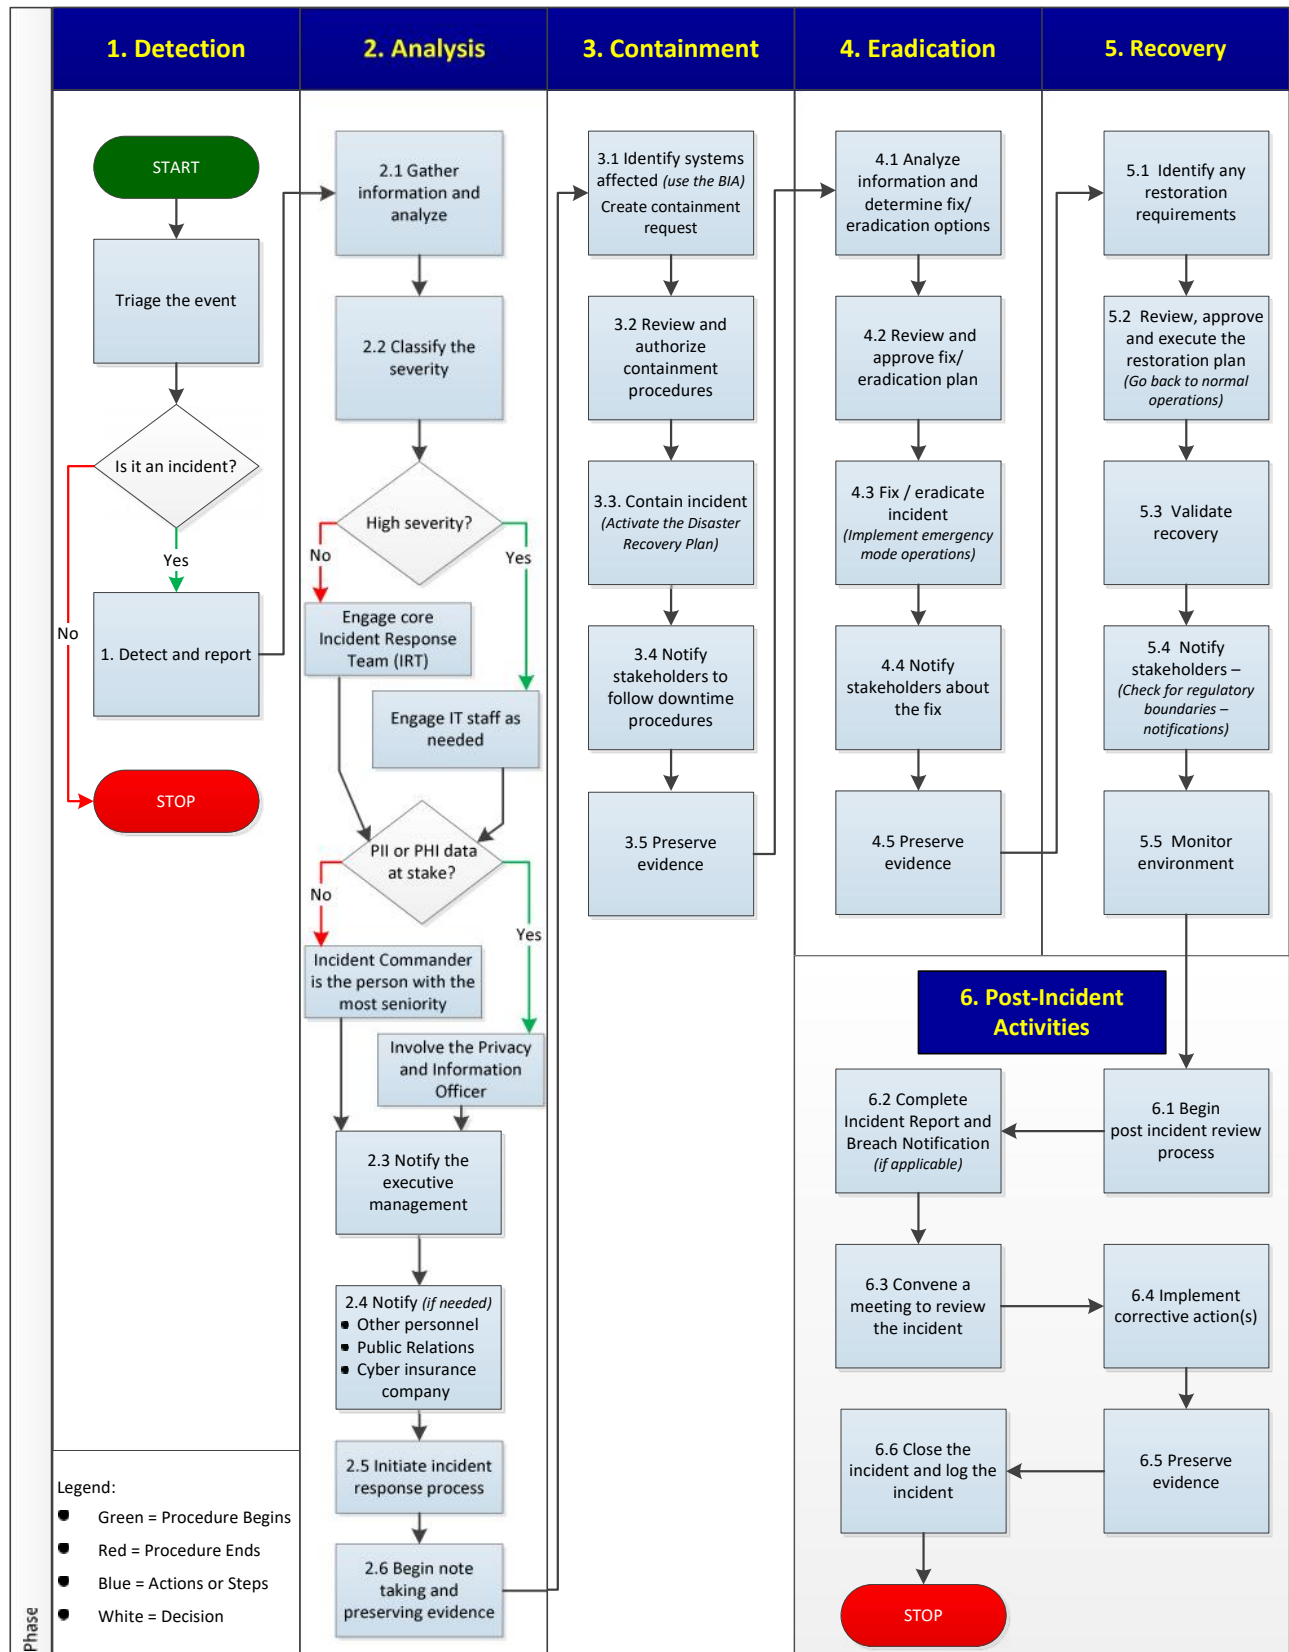 1. Detection
2. Analysis
3. Containment
4. Eradication
5. Recovery
START
Triage the event
Is it an incident?
Yes
No
1. Detect and report
STOP
2.1 Gather
information and
analyze
2.2 Classify the
severity
High severity?
No
Yes
Engage core
Incident Response
Team (IRT)
Engage IT staff as
needed
PII or PHI data
at stake?
No
Yes
Incident Commander
is the person with the
most seniority
Involve the Privacy
and Information
Officer
2.3 Notify the
executive
management
2.4 Notify (if needed)
• Other personnel
• Public Relations
• Cyber insurance
company
2.5 Initiate incident
response process
2.6 Begin note
taking and
preserving evidence
3.1 Identify systems
affected (use the BIA)
Create containment
request
3.2 Review and
authorize
containment
procedures
3.3. Contain incident
(Activate the Disaster
Recovery Plan)
3.4 Notify
stakeholders to
follow downtime
procedures
3.5 Preserve
evidence
4.1 Analyze
information and
determine fix/
eradication options
4.2 Review and
approve fix/
eradication plan
4.3 Fix / eradicate
incident
(Implement emergency
mode operations)
4.4 Notify
stakeholders about
the fix
4.5 Preserve
evidence
5.1 Identify any
restoration
requirements
5.2 Review, approve
and execute the
restoration plan
(Go back to normal
operations)
5.3 Validate
recovery
5.4 Notify
stakeholders –
(Check for regulatory
boundaries –
notifications)
5.5 Monitor
environment
6. Post-Incident
Activities
6.1 Begin
post incident review
process
6.2 Complete
Incident Report and
Breach Notification
(if applicable)
6.3 Convene a
meeting to review
the incident
6.4 Implement
corrective action(s)
6.5 Preserve
evidence
6.6 Close the
incident and log the
incident
STOP
Legend:
• Green = Procedure Begins
• Red = Procedure Ends
• Blue = Actions or Steps
• White = Decision
Phase